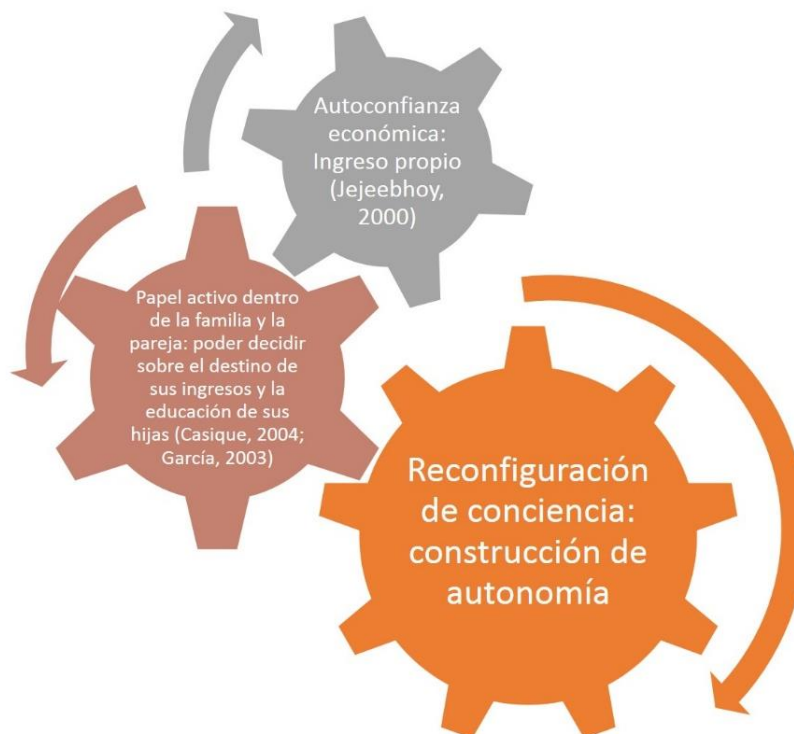 Autoconfianza
económica:
Ingreso propio
(Jejeebhoy,
2000)
Papel activo dentro
de la familia y la
pareja: poder decidir
sobre el destino de
sus ingresos y la
educación de sus
hijas (Casique, 2004;
García, 2003)
Reconfiguración
de conciencia:
construcción de
autonomía